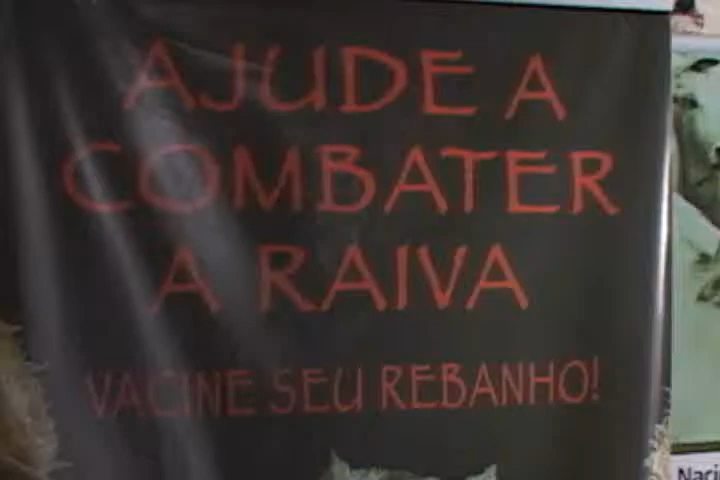 AJUDE A
COMBATER
A RAIVA
VACINE SEU REBANHO!